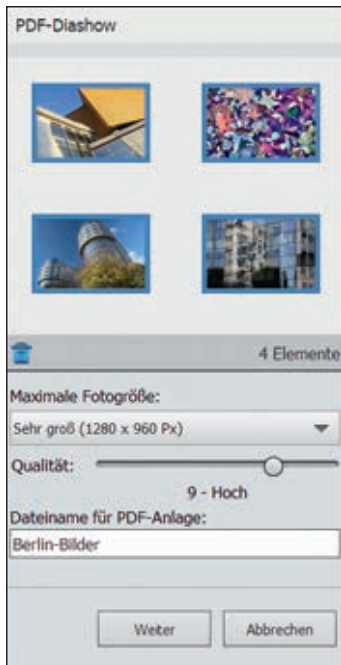 PDF-Diashow
4 Elemente
Maximale Fotogröße:
Sehr groß (1280 x 960 Px)
Qualität:
9 - Hoch
Dateiname für PDF-Anlage:
Berlin-Bilder
Weiter Abbrechen